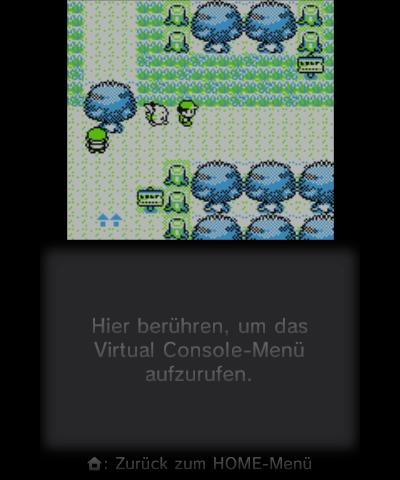 Hier berühren, um das
Virtual Console-Menü
aufzurufen.
: Zurück zum HOME-Menü